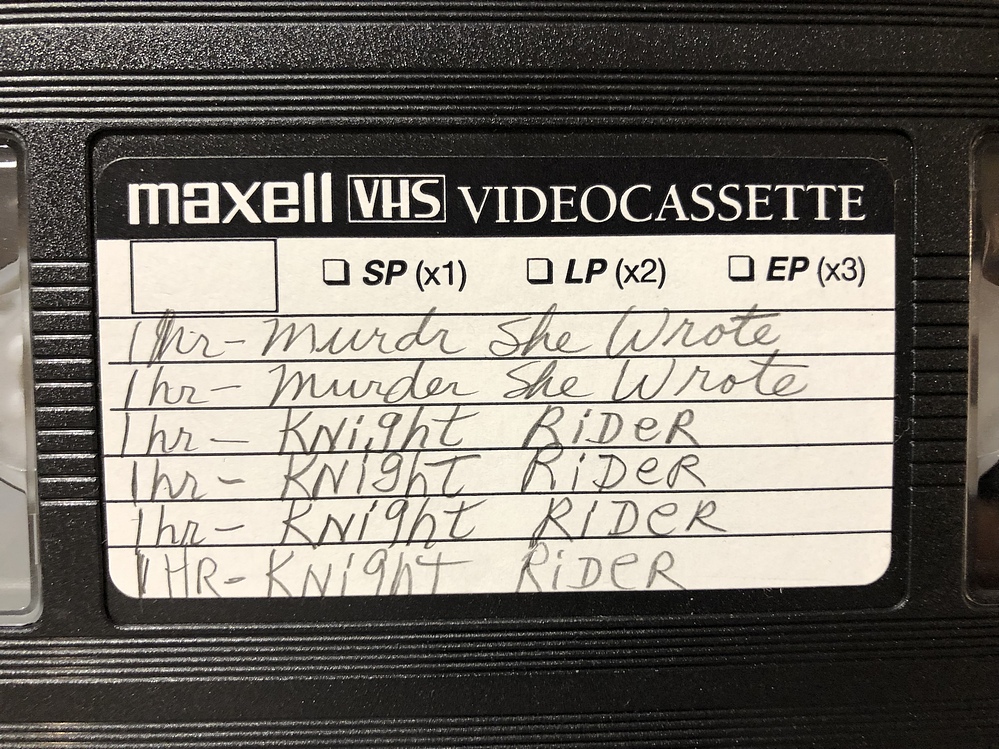 maxell VHS VIDEOCASSETTE
SP (x1) LP (x2) EP (x3)
1hr- Murdr She Wrote
1hr- Murder She Wrote
1hr- KNight RiDeR
1hr- KNight RiDeR
1hr- KNight RiDeR
1HR- KNight RiDeR